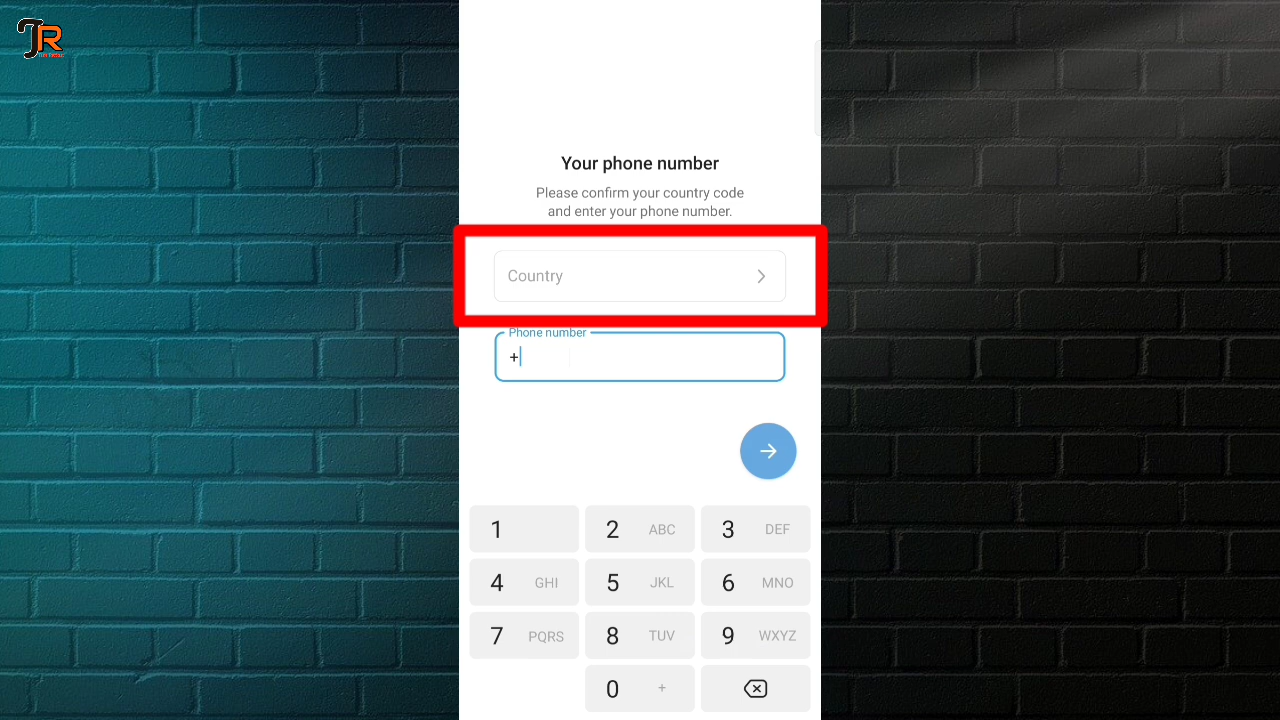 JR
Your phone number
Please confirm your country code
and enter your phone number.
Country
Phone number
+
1
2 ABC
3 DEF
4 GHI
5 JKL
6 MNO
7 PQRS
8 TUV
9 WXYZ
0 +